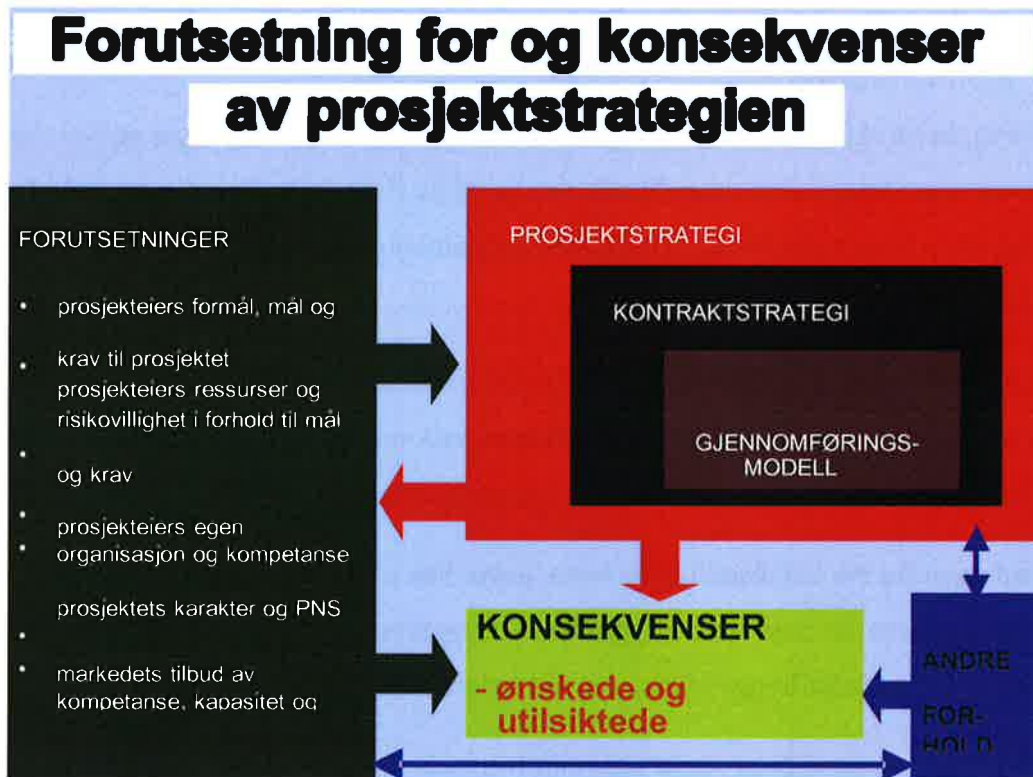 Forutsetning for og konsekvenser
av prosjektstrategien
FORUTSETNINGER
• prosjekteiers formål, mål og
• krav til prosjektet
prosjekteiers ressurser og
risikovillighet i forhold til mål
•
og krav
• prosjekteiers egen
• organisasjon og kompetanse
prosjektets karakter og PNS
•
• markedets tilbud av
kompetanse, kapasitet og
PROSJEKTSTRATEGI
KONTRAKTSTRATEGI
GJENNOMFØRINGS-
MODELL
KONSEKVENSER
- ønskede og
utilsiktede
ANDRE
FOR-
HOLD